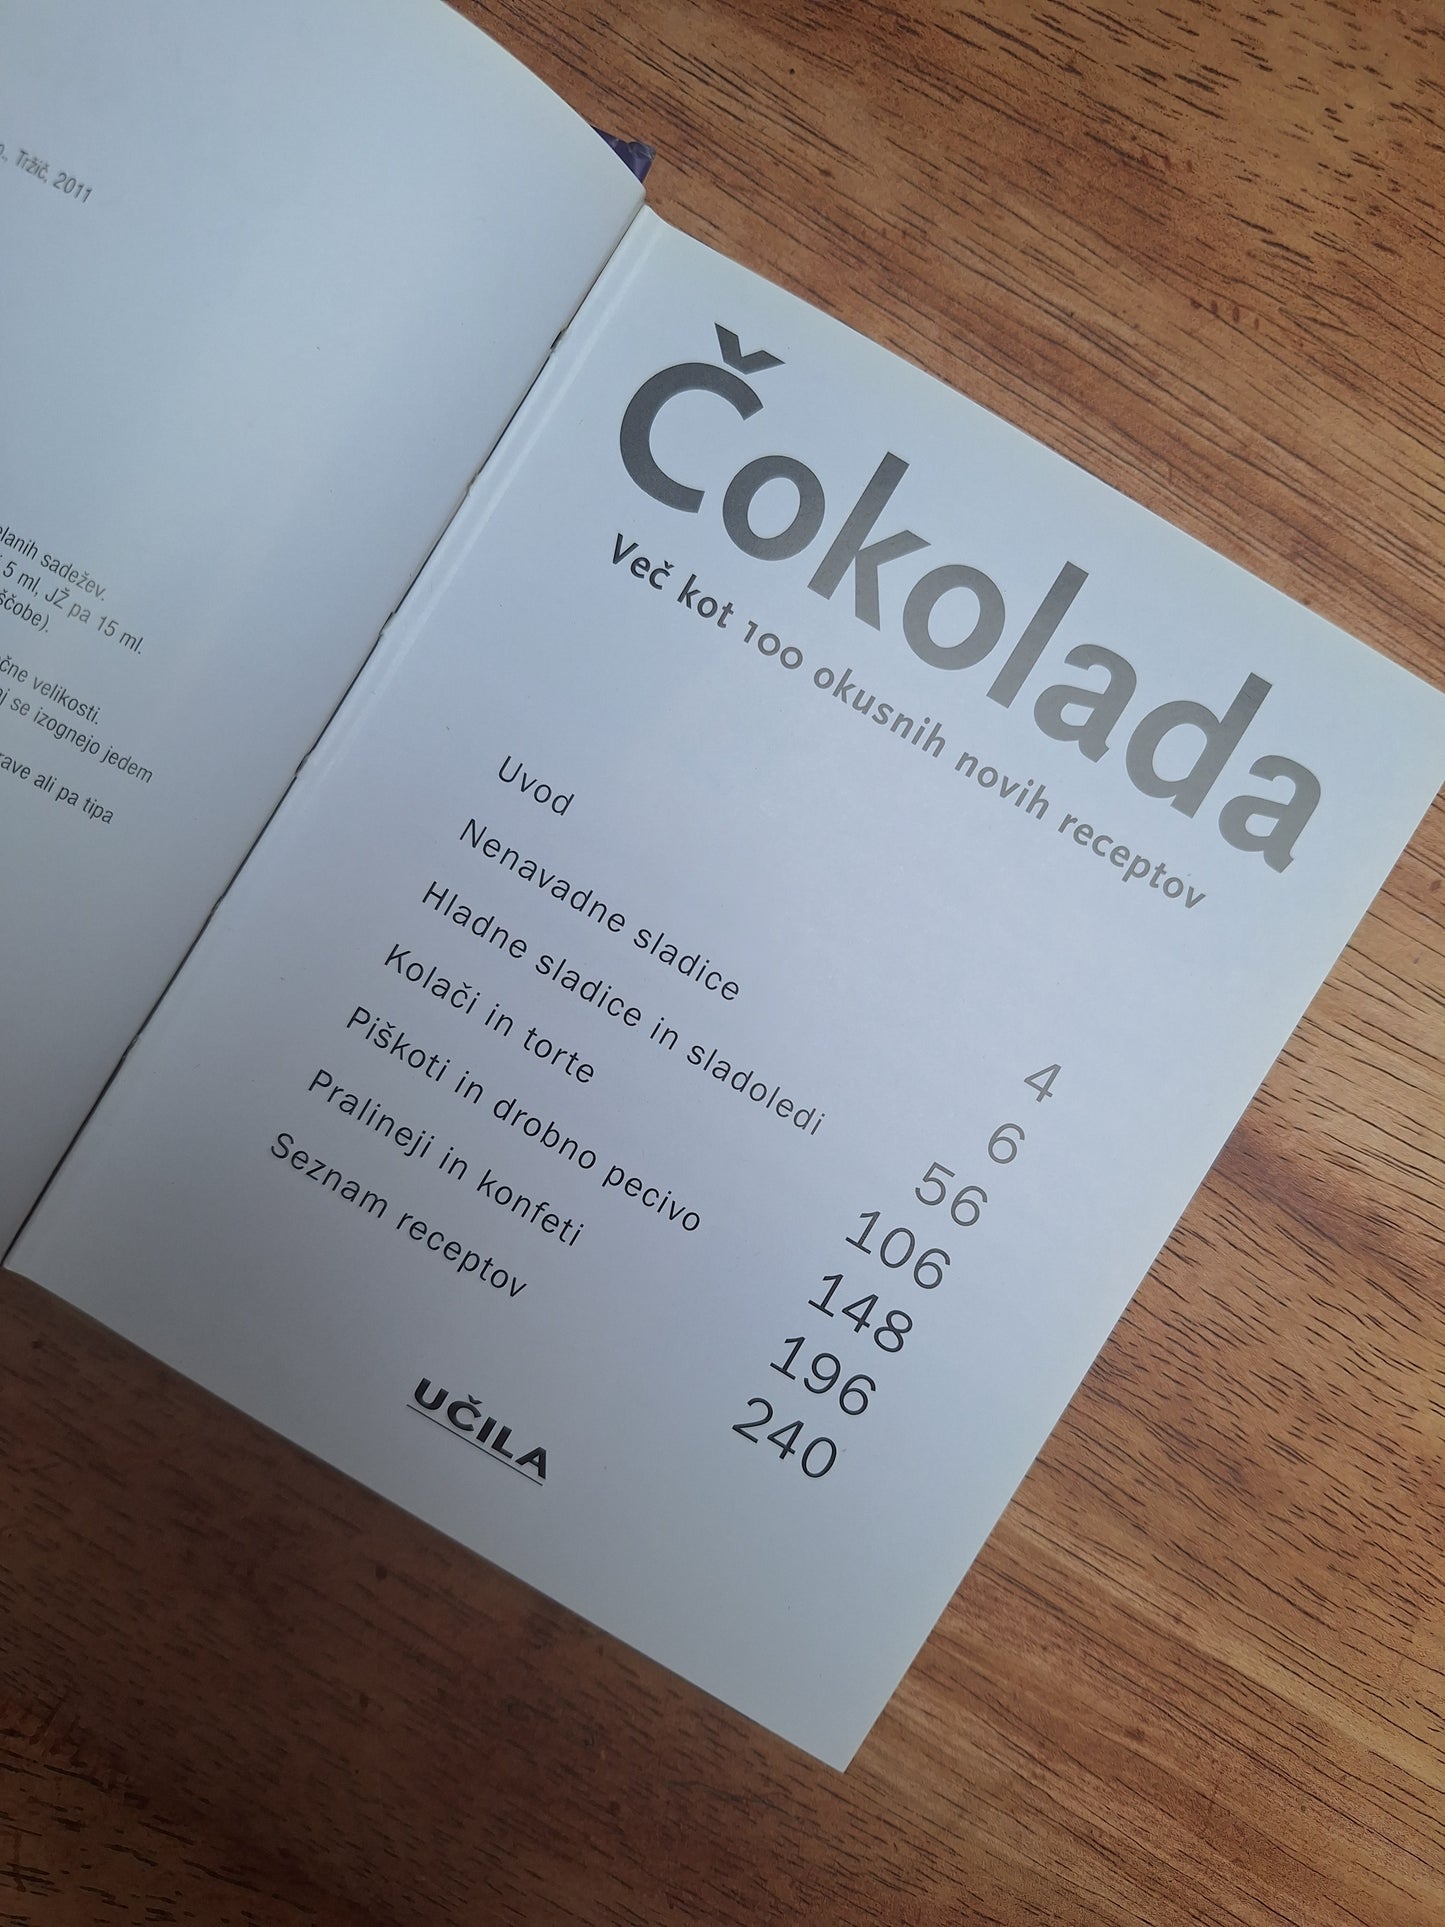 Tržič, 2011
sadežev.
5 ml, JŽ pa 15 ml.
velikosti.
se izognejo jedem
ali pa tipa
Čokolada
Več kot 100 okusnih novih receptov
Uvod 4
Nenavadne sladice 6
Hladne sladice in sladoledi 56
Kolači in torte 106
Piškoti in drobno pecivo 148
Pralineji in konfeti 196
Seznam receptov 240
UČILA